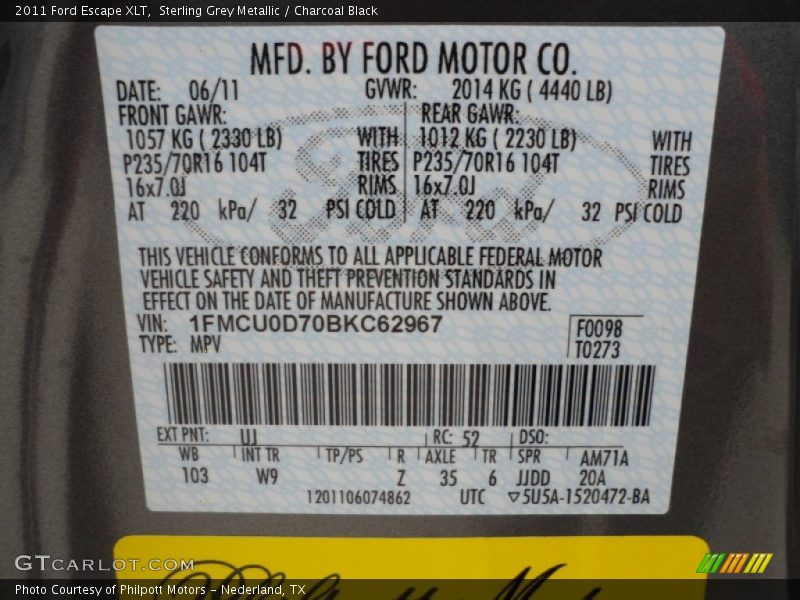 2011 Ford Escape XLT, Sterling Grey Metallic / Charcoal Black
MFD. BY FORD MOTOR CO.
DATE: 06/11 GVWR: 2014 KG ( 4440 LB)
FRONT GAWR: REAR GAWR:
1057 KG ( 2330 LB) WITH 1012 KG ( 2230 LB) WITH
P235/70R16 104T TIRES P235/70R16 104T TIRES
16x7.0J RIMS 16x7.0J RIMS
AT 220 kPa/ 32 PSI COLD AT 220 kPa/ 32 PSI COLD
THIS VEHICLE CONFORMS TO ALL APPLICABLE FEDERAL MOTOR
VEHICLE SAFETY AND THEFT PREVENTION STANDARDS IN
EFFECT ON THE DATE OF MANUFACTURE SHOWN ABOVE.
VIN: 1FMCU0D70BKC62967 F0098
TYPE: MPV T0273
EXT PNT: UJ RC: 52 DSO:
WB INT TR TP/PS R AXLE TR SPR AM71A
103 W9 Z 35 6 JJDD 20A
1201106074862 UTC ▽5U5A-1520472-BA
GTCARLOT.COM
Photo Courtesy of Philpott Motors - Nederland, TX